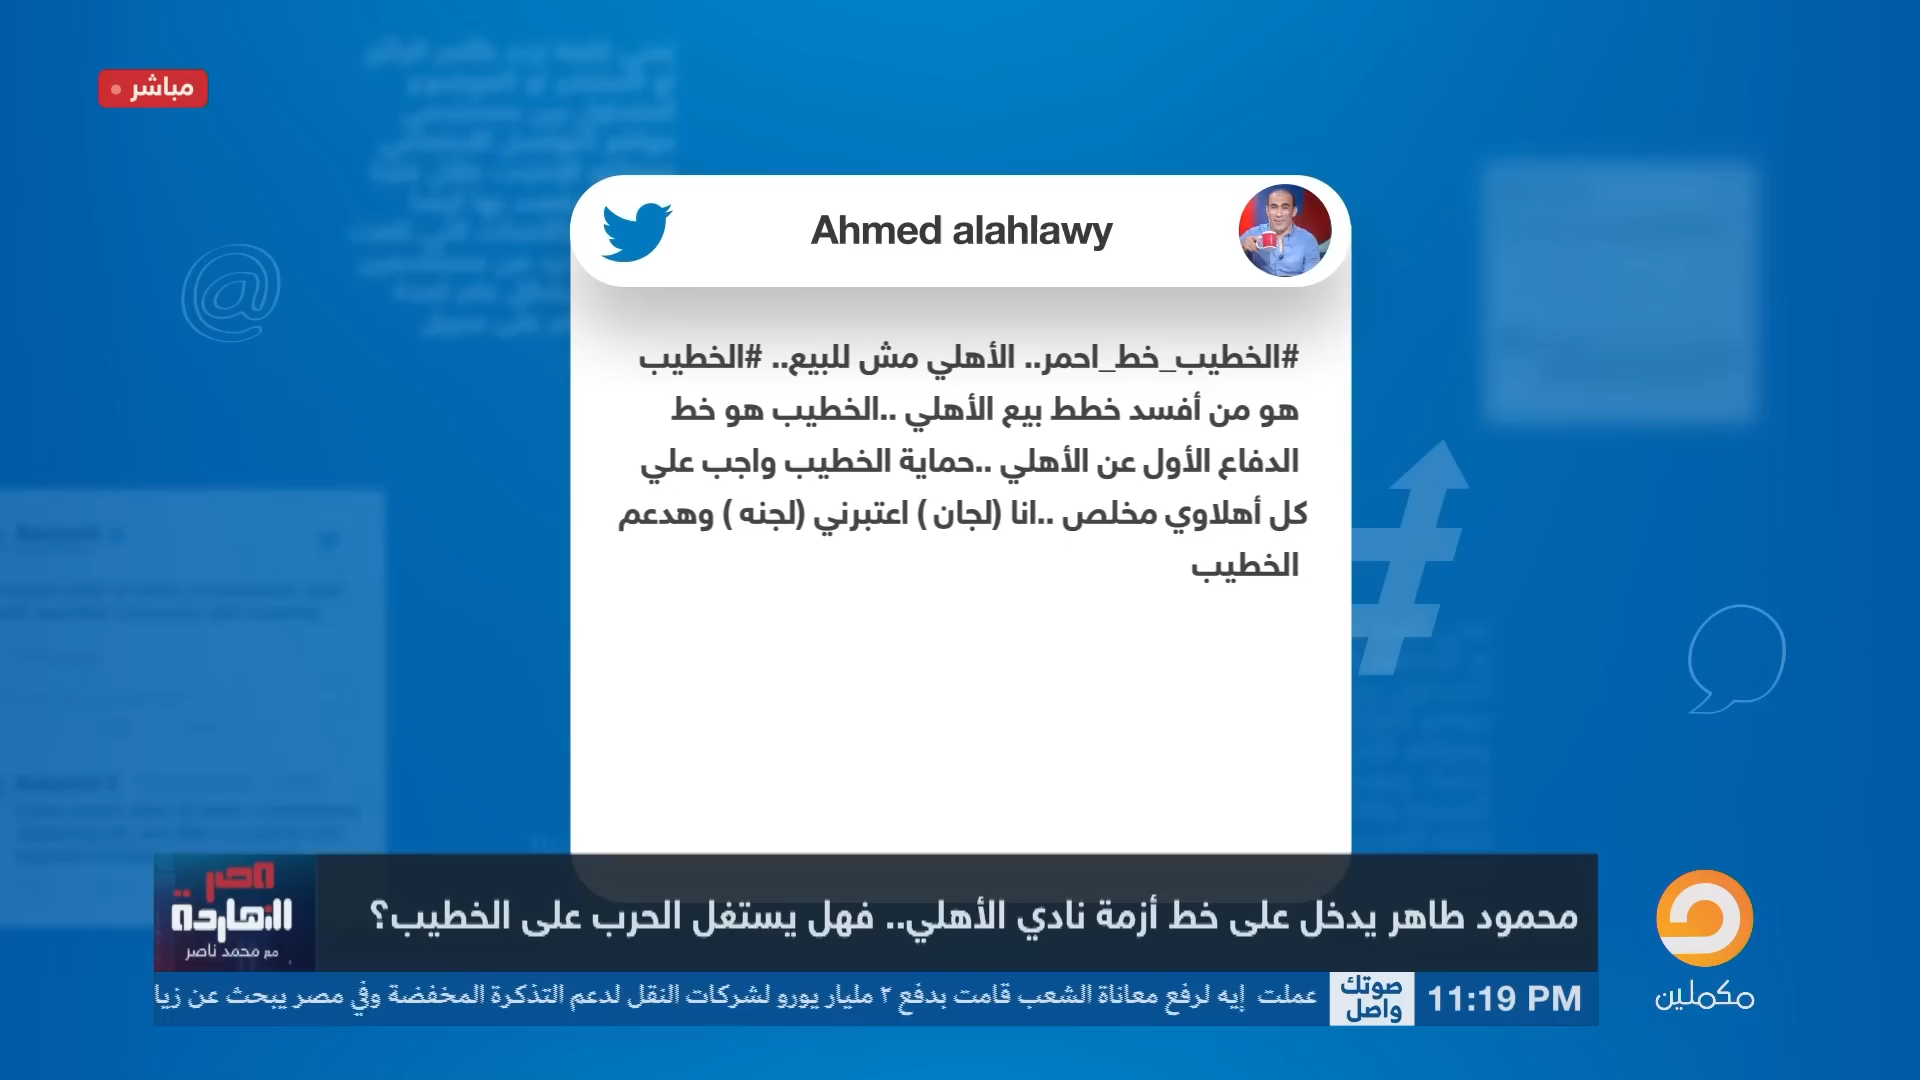 مباشر
Ahmed alahlawy
#الخطيب_خط_احمر.. الأهلي مش للبيع.. #الخطيب
هو من أفسد خطط بيع الأهلي ..الخطيب هو خط
الدفاع الأول عن الأهلي ..حماية الخطيب واجب علي
كل أهلاوي مخلص ..انا (لجان ) اعتبرني (لجنه ) وهدعم
الخطيب
محمود طاهر يدخل على خط أزمة نادي الأهلي.. فهل يستغل الحرب على الخطيب؟
مصر
النهاردة
مع محمد ناصر
11:19 PM
صوتك
واصل
عملت إيه لرفع معاناة الشعب قامت بدفع ٢ مليار يورو لشركات النقل لدعم التذكرة المخفضة وفي مصر يبحث عن زيا
مكملين